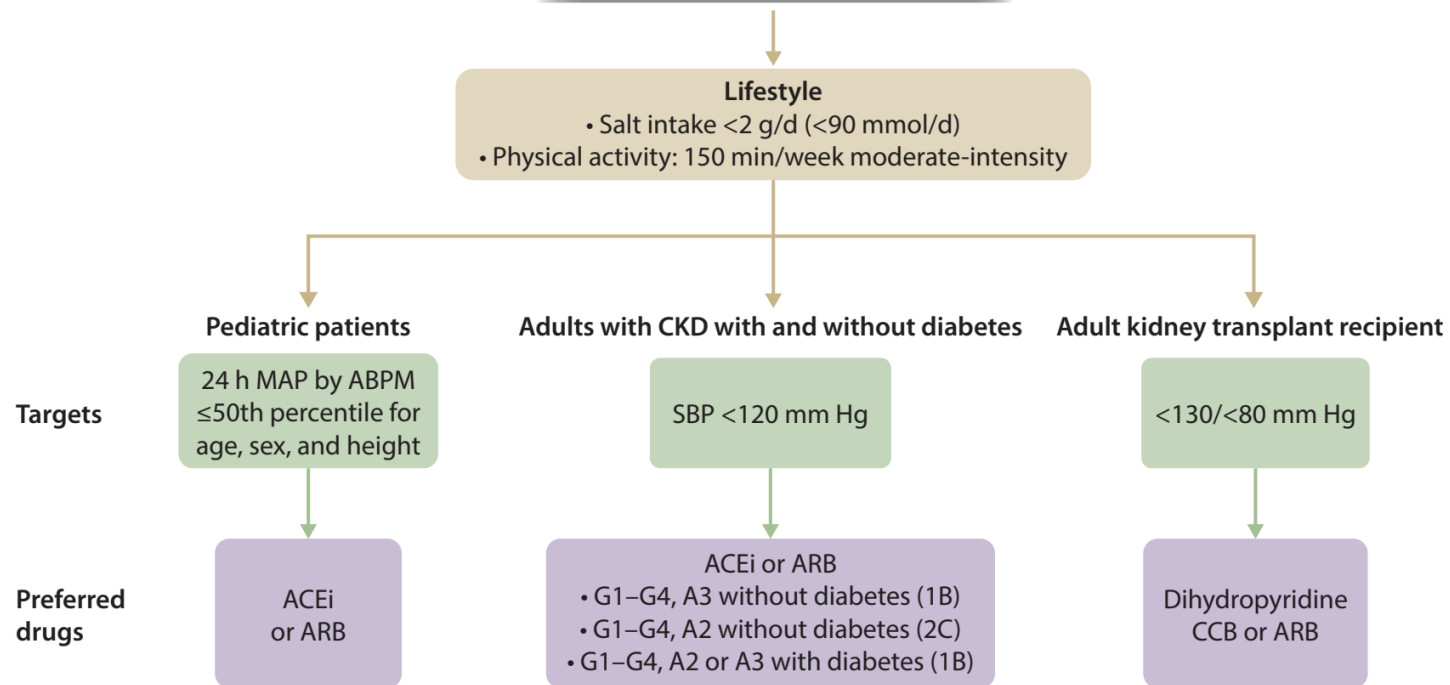 Lifestyle
• Salt intake <2 g/d (<90 mmol/d)
• Physical activity: 150 min/week moderate-intensity
Pediatric patients
Adults with CKD with and without diabetes
Adult kidney transplant recipient
Targets
24 h MAP by ABPM
≤50th percentile for
age, sex, and height
SBP <120 mm Hg
<130/<80 mm Hg
Preferred
drugs
ACEi
or ARB
ACEi or ARB
• G1–G4, A3 without diabetes (1B)
• G1–G4, A2 without diabetes (2C)
• G1–G4, A2 or A3 with diabetes (1B)
Dihydropyridine
CCB or ARB